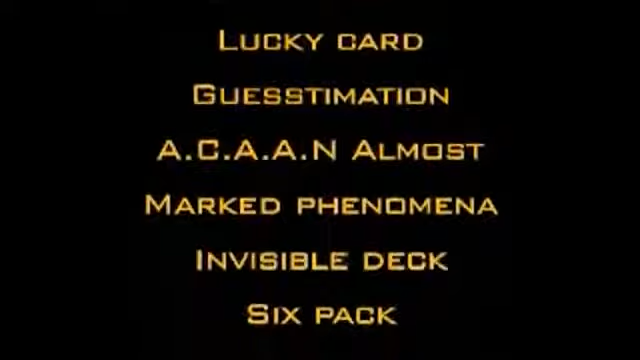 Lucky card
Guesstimation
A.C.A.A.N Almost
Marked phenomena
Invisible deck
Six pack